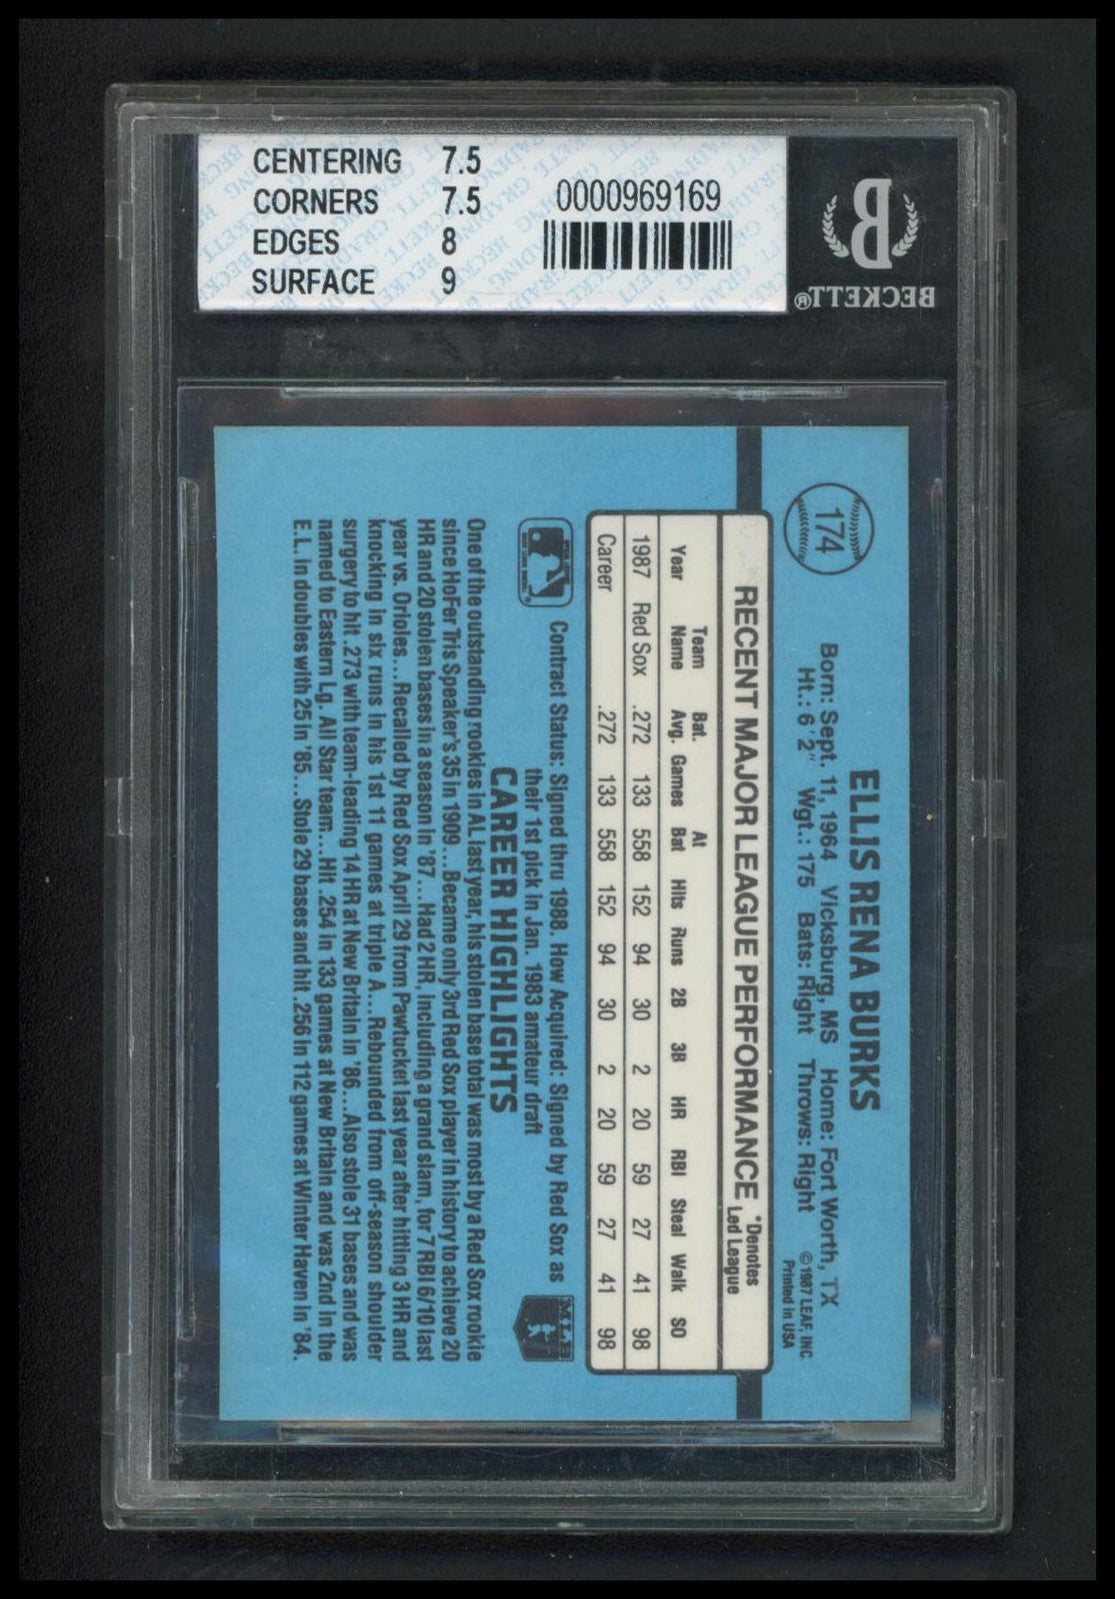 CENTERING 7.5
CORNERS 7.5
EDGES 8
SURFACE 9
0000969169
BECKETT®
174
ELLIS RENA BURKS
Born: Sept. 11, 1964 Vicksburg, MS Home: Fort Worth, TX
Ht.: 6'2" Wgt.: 175 Bats: Right Throws: Right
© 1987 LEAF, INC.
Printed in USA
RECENT MAJOR LEAGUE PERFORMANCE
*Denotes
Led League
Year Team Name Bat. Avg. Games At Bat Hits Runs 2B 3B HR RBI Steal Walk SO
1987 Red Sox .272 133 558 152 94 30 2 20 59 27 41 98
Career .272 133 558 152 94 30 2 20 59 27 41 98
Contract Status: Signed thru 1988. How Acquired: Signed by Red Sox as
their 1st pick in Jan. 1983 amateur draft
MLB
CAREER HIGHLIGHTS
One of the outstanding rookies in AL last year, his stolen base total was most by a Red Sox rookie
since HoFer Tris Speaker's 35 in 1909...Became only 3rd Red Sox player in history to achieve 20
HR and 20 stolen bases in a season in '87...Had 2 HR, including a grand slam, for 7 RBI 6/10 last
year vs. Orioles...Recalled by Red Sox April 29 from Pawtucket last year after hitting 3 HR and
knocking in six runs in his 1st 11 games at triple A...Rebounded from off-season shoulder
surgery to hit .273 with team-leading 14 HR at New Britain in '86...Also stole 31 bases and was
named to Eastern Lg. All Star team...Hit .254 in 133 games at New Britain and was 2nd in the
E.L. in doubles with 25 in '85...Stole 29 bases and hit .256 in 112 games at Winter Haven in '84.